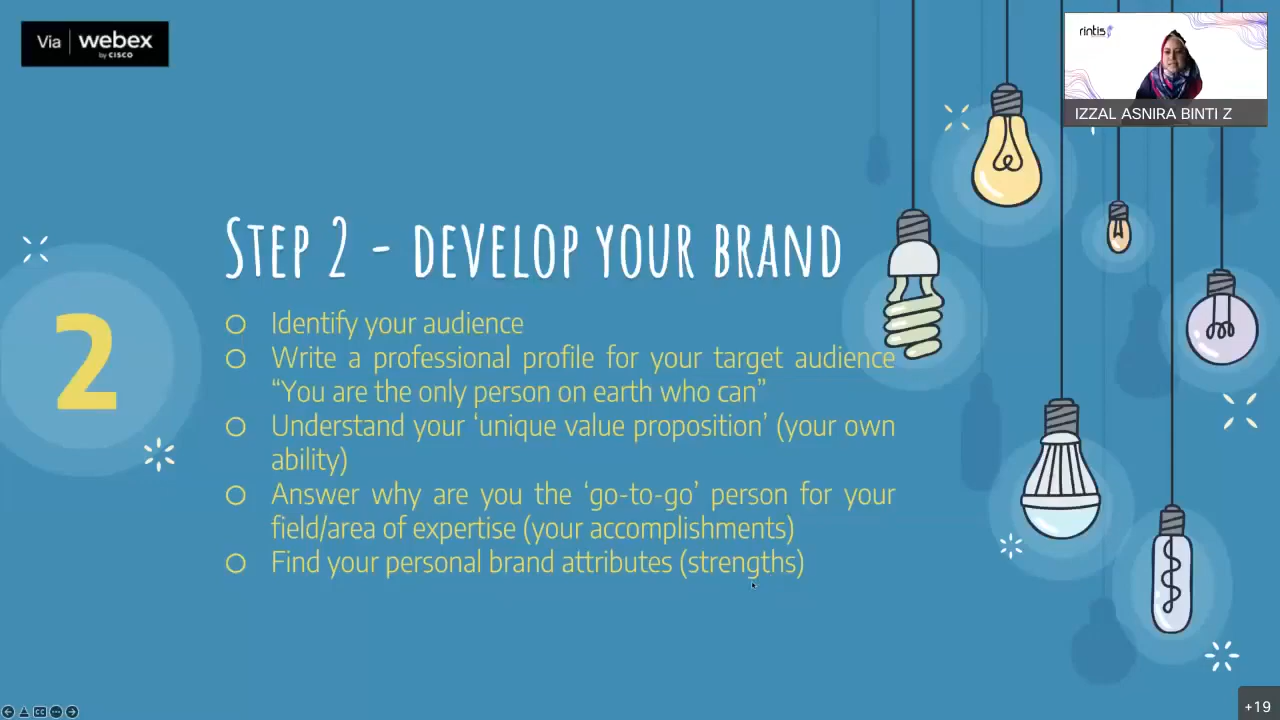 Via webex
by CISCO
rintis
IZZAL ASNIRA BINTI Z
Step 2 - develop your brand
2
Identify your audience
Write a professional profile for your target audience
“You are the only person on earth who can”
Understand your ‘unique value proposition’ (your own
ability)
Answer why are you the ‘go-to-go’ person for your
field/area of expertise (your accomplishments)
Find your personal brand attributes (strengths)
+19